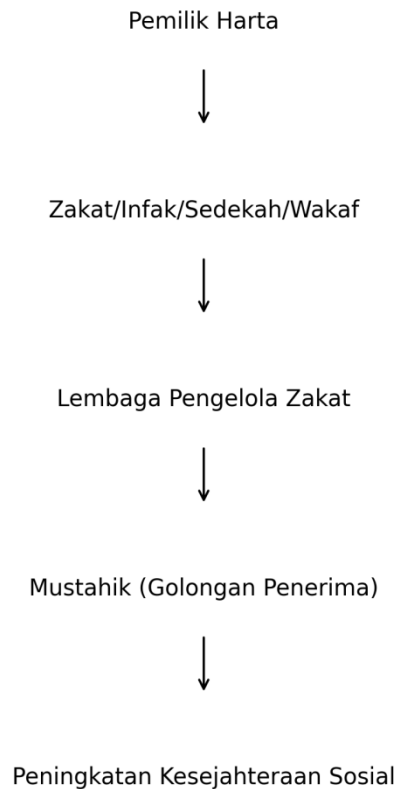 Pemilik Harta
Zakat/Infak/Sedekah/Wakaf
Lembaga Pengelola Zakat
Mustahik (Golongan Penerima)
Peningkatan Kesejahteraan Sosial